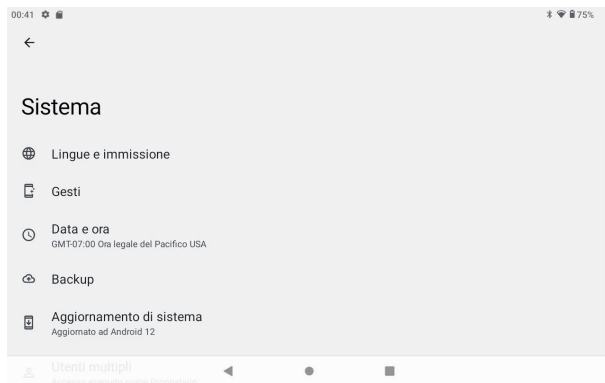 00:41 75%
Sistema
Lingue e immissione
Gesti
Data e ora
GMT-07:00 Ora legale del Pacifico USA
Backup
Aggiornamento di sistema
Aggiornato ad Android 12
Utenti multipli